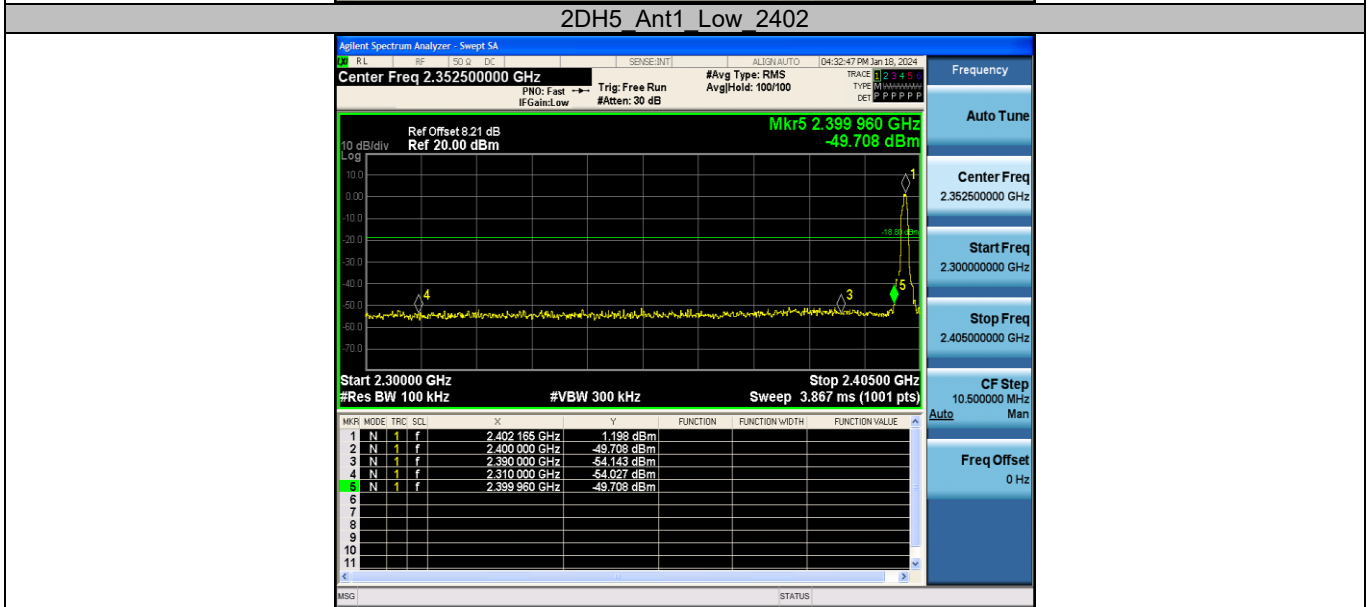 2DH5_Ant1_Low_2402
Agilent Spectrum Analyzer - Swept SA
RL RF 50 Ω DC SENSE:INT ALIGNAUTO 04:32:47 PM Jan 18, 2024
Center Freq 2.352500000 GHz
PNO: Fast
IFGain:Low
Trig: Free Run
#Atten: 30 dB
#Avg Type: RMS
Avg|Hold: 100/100
TRACE 1 2 3 4 5 6
TYPE M
DET P P P P P P
Frequency
Ref Offset 8.21 dB
Ref 20.00 dBm
10 dB/div
Log
Mkr5 2.399 960 GHz
-49.708 dBm
10.0
0.00
-10.0
-20.0
-30.0
-40.0
-50.0
-60.0
-70.0
1
3
4
5
Start 2.30000 GHz Stop 2.40500 GHz
#Res BW 100 kHz #VBW 300 kHz Sweep 3.867 ms (1001 pts)
MKR MODE TRC SCL X Y FUNCTION FUNCTION WIDTH FUNCTION VALUE
1 N 1 f 2.402 165 GHz 1.198 dBm
2 N 1 f 2.400 000 GHz -49.708 dBm
3 N 1 f 2.390 000 GHz -54.143 dBm
4 N 1 f 2.310 000 GHz -54.027 dBm
5 N 1 f 2.399 960 GHz -49.708 dBm
6
7
8
9
10
11
Auto Tune
Center Freq
2.352500000 GHz
Start Freq
2.300000000 GHz
Stop Freq
2.405000000 GHz
CF Step
10.500000 MHz
Auto Man
Freq Offset
0 Hz
MSG STATUS